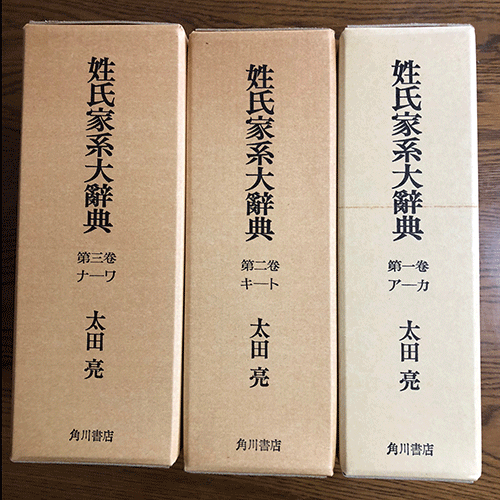 姓氏家系大辭典
第一巻
ア―カ
太田亮
角川書店
姓氏家系大辭典
第二巻
キ―ト
太田亮
角川書店
姓氏家系大辭典
第三巻
ナ―ワ
太田亮
角川書店